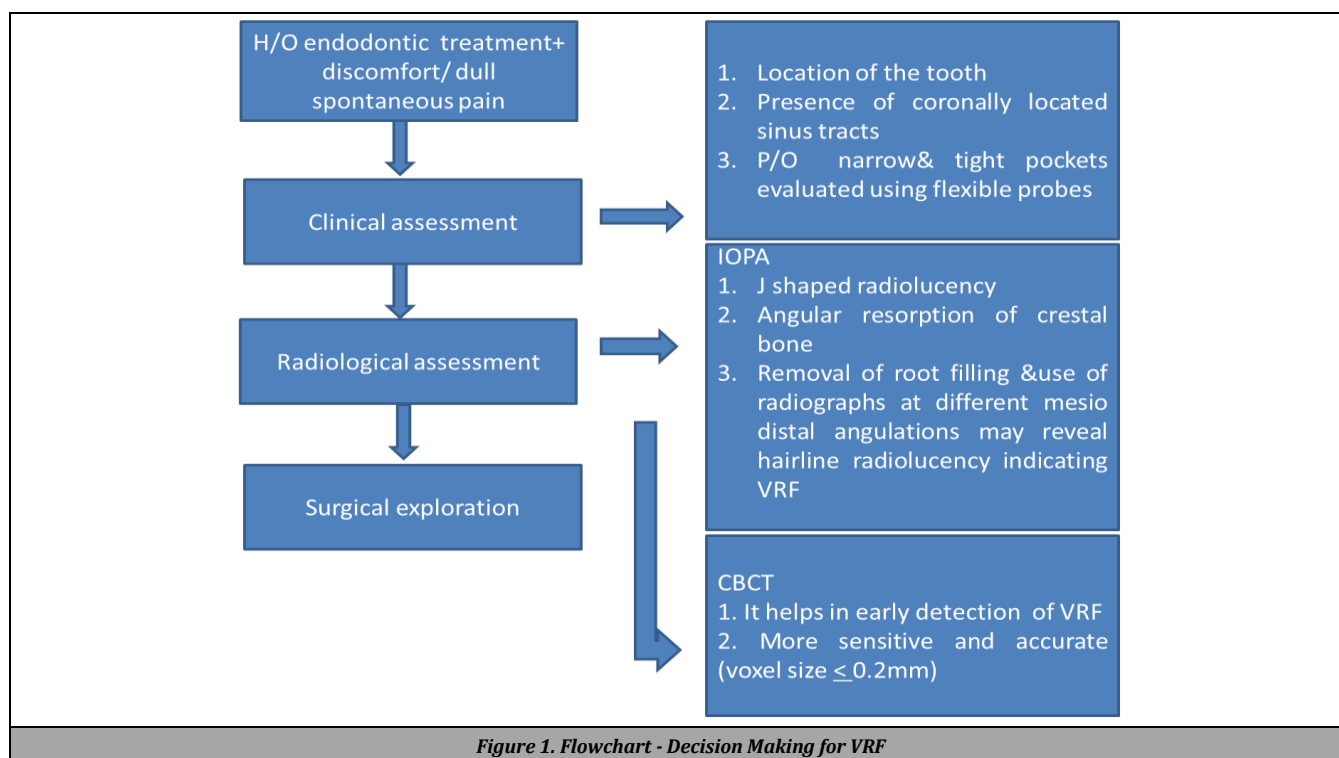 H/O endodontic treatment+
discomfort/ dull
spontaneous pain
Clinical assessment
Radiological assessment
Surgical exploration
1. Location of the tooth
2. Presence of coronally located
sinus tracts
3. P/O narrow& tight pockets
evaluated using flexible probes
IOPA
1. J shaped radiolucency
2. Angular resorption of crestal
bone
3. Removal of root filling &use of
radiographs at different mesio
distal angulations may reveal
hairline radiolucency indicating
VRF
CBCT
1. It helps in early detection of VRF
2. More sensitive and accurate
(voxel size ≤ 0.2mm)
Figure 1. Flowchart - Decision Making for VRF